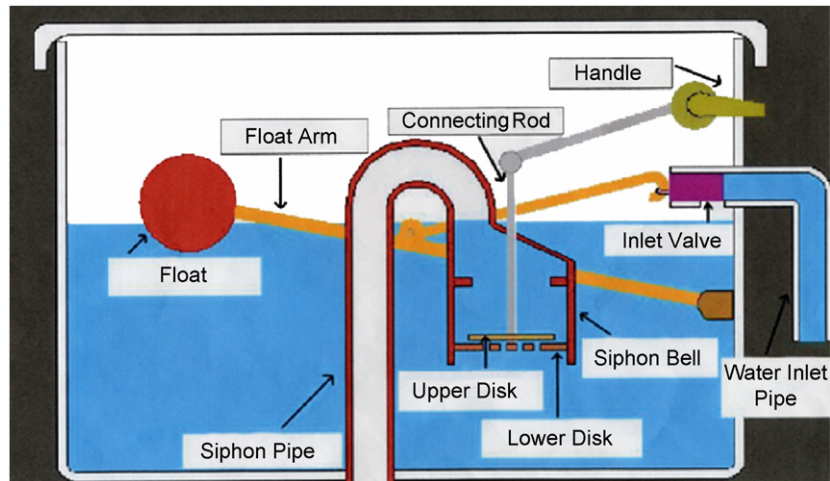 Handle
Connecting Rod
Float Arm
Inlet Valve
Float
Siphon Bell
Water Inlet
Pipe
Upper Disk
Lower Disk
Siphon Pipe